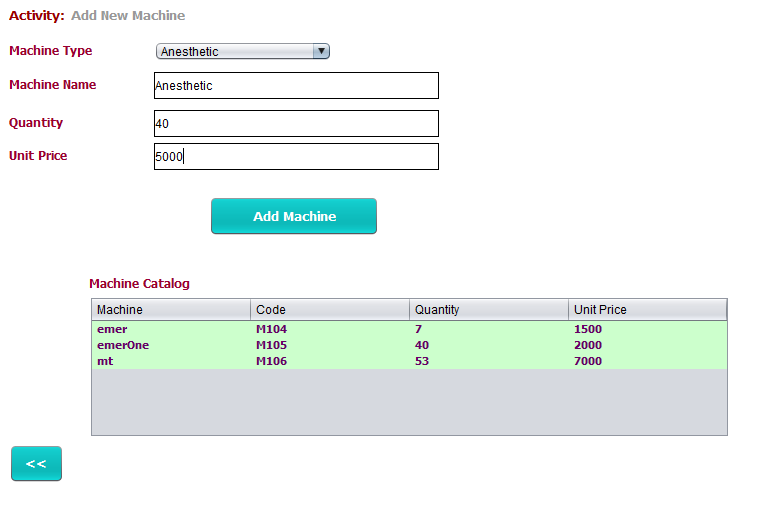 Activity: Add New Machine
Machine Type Anesthetic
Machine Name Anesthetic
Quantity 40
Unit Price 5000
Add Machine
Machine Catalog
Machine Code Quantity Unit Price
emer M104 7 1500
emerOne M105 40 2000
mt M106 53 7000
<<